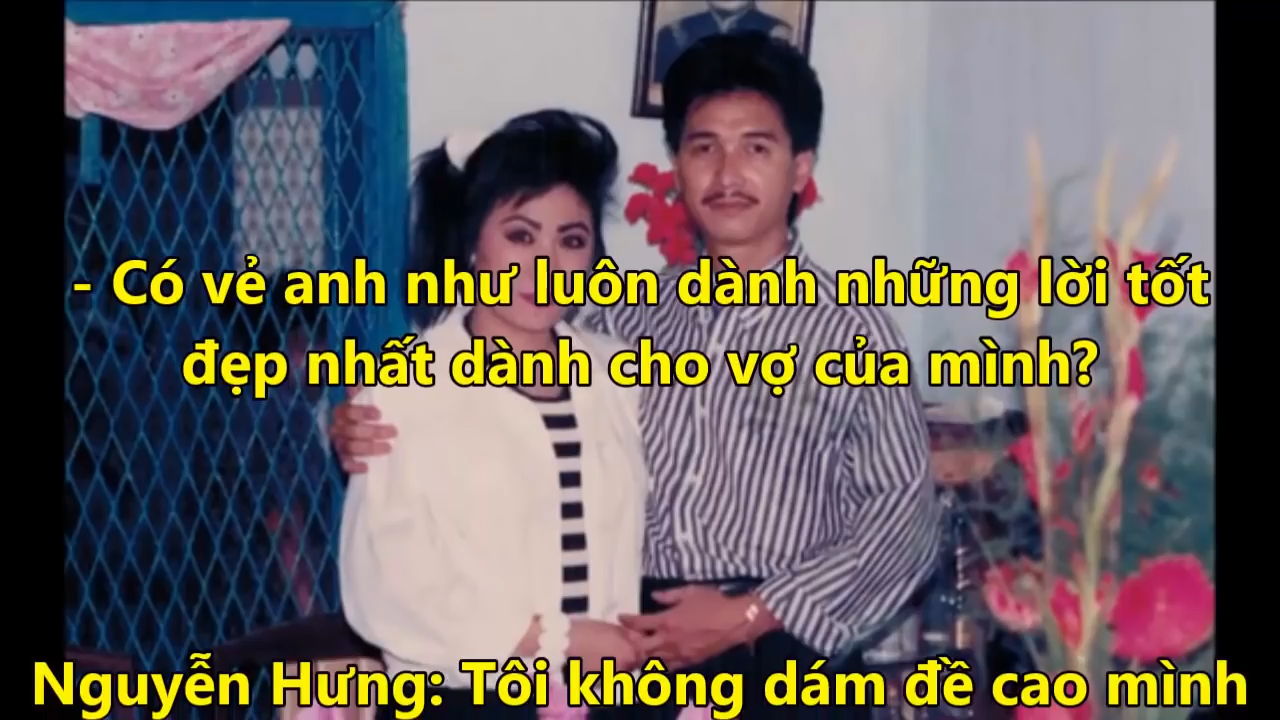 - Có vẻ anh như luôn dành những lời tốt
đẹp nhất dành cho vợ của mình?
Nguyễn Hưng: Tôi không dám đề cao mình